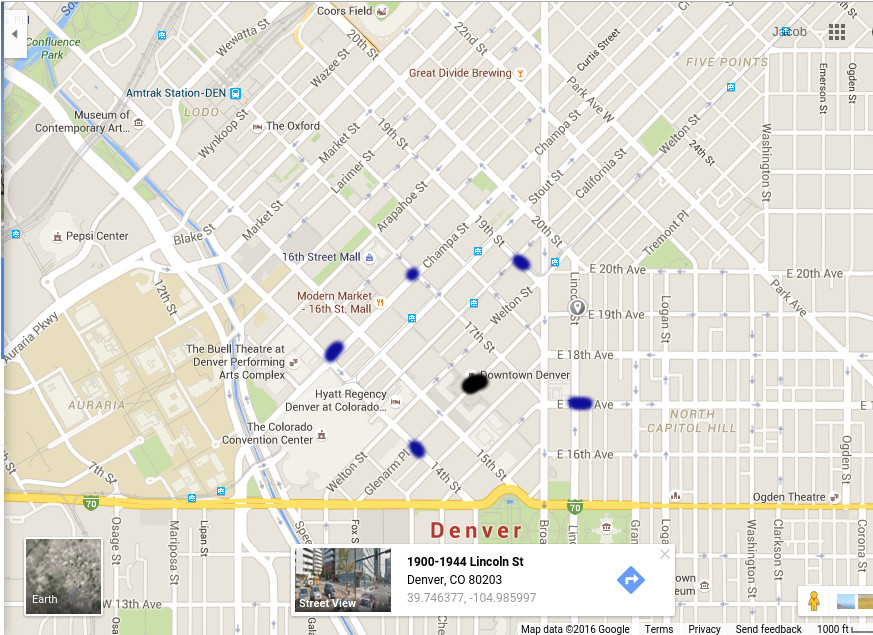 Coors Field
Confluence
Park
Wewatta St
20th St
22nd St
Curtis Street
Jacob
Wazee St
Great Divide Brewing
FIVE POINTS
Emerson St
Ogden St
Amtrak Station-DEN
LODO
Park Ave W
Museum of
Contemporary Art...
Wynkoop St
The Oxford
Market St
19th St
Champa St
Welton St
24th St
Washington St
Larimer St
Stout St
California St
Arapahoe St
Blake St
Market St
Pepsi Center
16th Street Mall
Champa St
19th St
20th St
Tremont Pl
E 20th Ave
E 20th Ave
12th St
Modern Market
- 16th St. Mall
Welton St
Park Ave
E 19th Ave
Logan St
Auraria Pkwy
17th St
The Buell Theatre at
Denver Performing
Arts Complex
E 18th Ave
Downtown Denver
AURARIA
Hyatt Regency
Denver at Colorado...
Ave
NORTH
CAPITOL HILL
The Colorado
Convention Center
E 16th Ave
Ogden St
7th St
Welton St
Glenarm Pl
14th St
15th St
Ogden Theatre
70
70
Denver
Osage St
Mariposa St
Lipan St
Fox S
Washington St
Clarkson St
Corona St
1900-1944 Lincoln St
Denver, CO 80203
39.746377, -104.985997
Street View
Earth
W 13th Ave
Map data ©2016 Google
Terms
Privacy
Send feedback
1000 ft